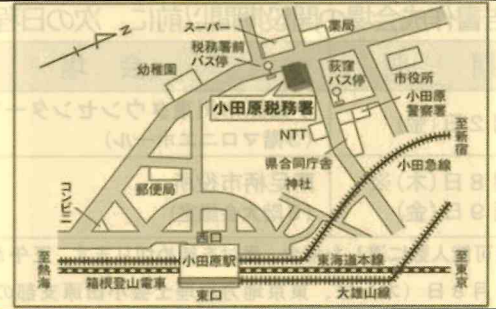 N
スーパー
薬局
税務署前
バス停
幼稚園
荻窪
バス停
市役所
小田原税務署
小田原
警察署
NTT
至新宿
県合同庁舎
小田急線
神社
郵便局
コンビニ
西口
小田原駅
東海道本線
至熱海
至東京
箱根登山電車
東口
大雄山線